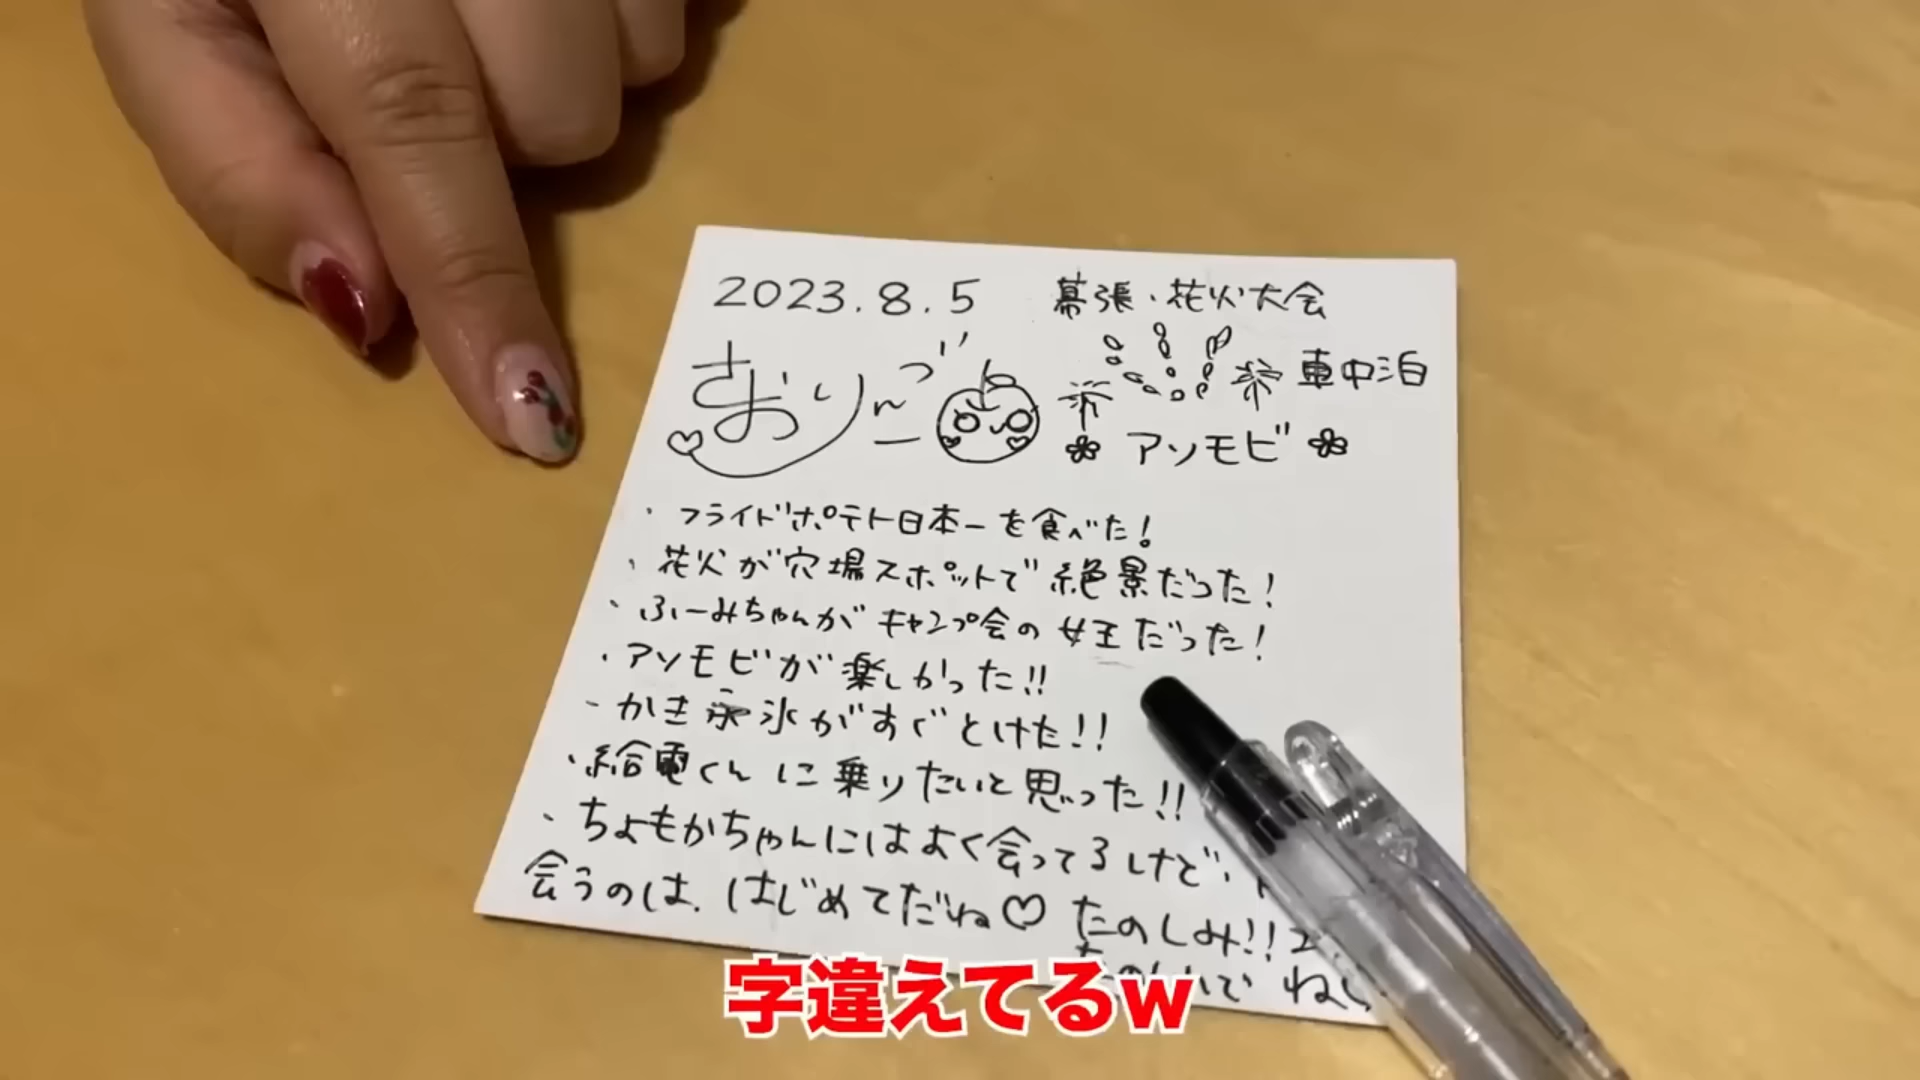 2023.8.5 幕張・花火大会
さおりんご
車中泊
アソモビ
・フライドポテト日本一を食べた!
・花火が穴場スポットで絶景だった!
・ふーみちゃんがキャンプ会の女王だった!
・アソモビが楽しかった!!
・かき氷がすぐとけた!!
・給電くんに乗りたいと思った!!
・ちょもかちゃんにはよく会ってるけど、
会うのは、はじめてだね♡ たのしみ!!
字違えてるw